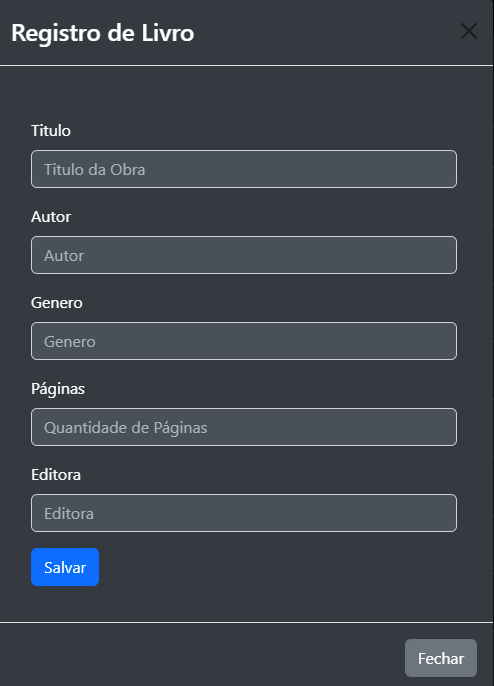 Registro de Livro
Titulo
Titulo da Obra
Autor
Autor
Genero
Genero
Páginas
Quantidade de Páginas
Editora
Editora
Salvar
Fechar